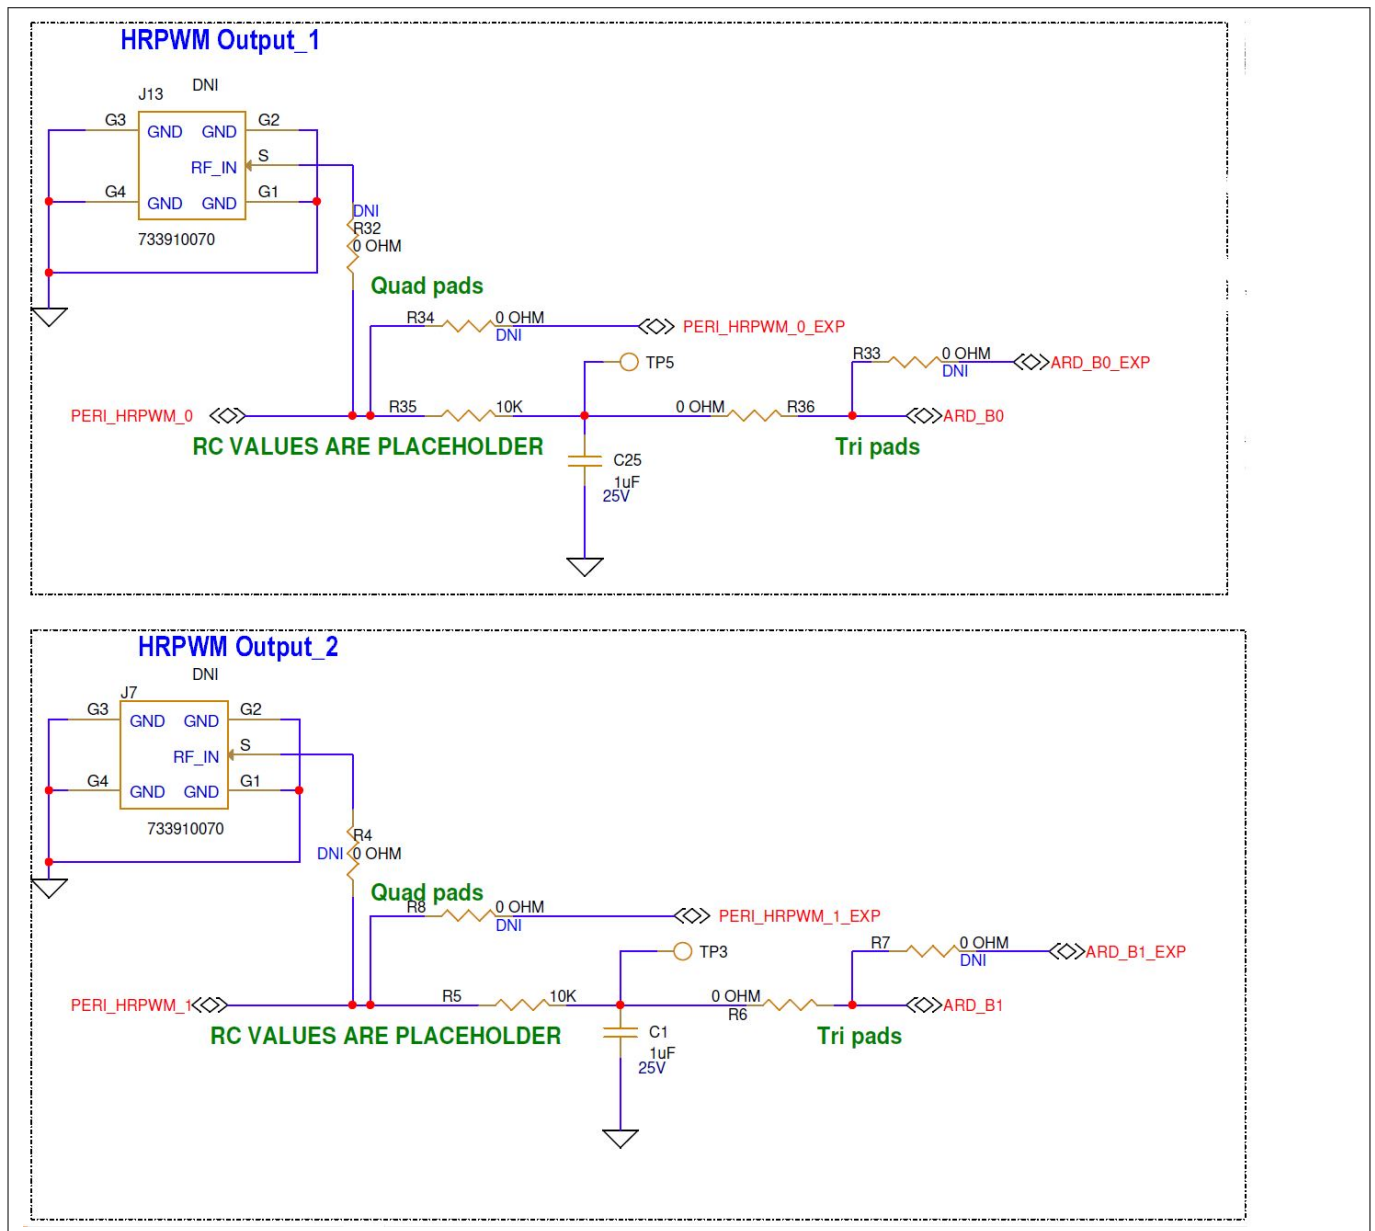 HRPWM Output_1
DNI
J13
G3 GND GND G2
RF_IN S
G4 GND GND G1
733910070
DNI
R32
0 OHM
Quad pads
R34 0 OHM
DNI
PERI_HRPWM_0_EXP
TP5
R33 0 OHM
DNI
ARD_B0_EXP
PERI_HRPWM_0
R35 10K
0 OHM R36
ARD_B0
RC VALUES ARE PLACEHOLDER
Tri pads
C25
1uF
25V
HRPWM Output_2
DNI
J7
G3 GND GND G2
RF_IN S
G4 GND GND G1
733910070
R4
DNI 0 OHM
Quad pads
R8 0 OHM
DNI
PERI_HRPWM_1_EXP
TP3
R7 0 OHM
DNI
ARD_B1_EXP
PERI_HRPWM_1
R5 10K
0 OHM
R6
ARD_B1
RC VALUES ARE PLACEHOLDER
Tri pads
C1
1uF
25V